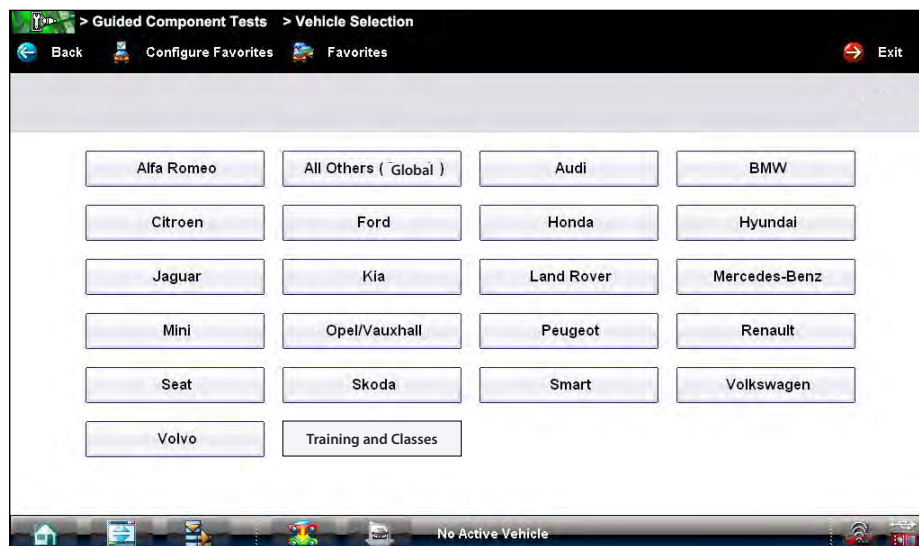 > Guided Component Tests > Vehicle Selection
Back Configure Favorites Favorites Exit
Alfa Romeo All Others ( Global ) Audi BMW
Citroen Ford Honda Hyundai
Jaguar Kia Land Rover Mercedes-Benz
Mini Opel/Vauxhall Peugeot Renault
Seat Skoda Smart Volkswagen
Volvo Training and Classes
No Active Vehicle